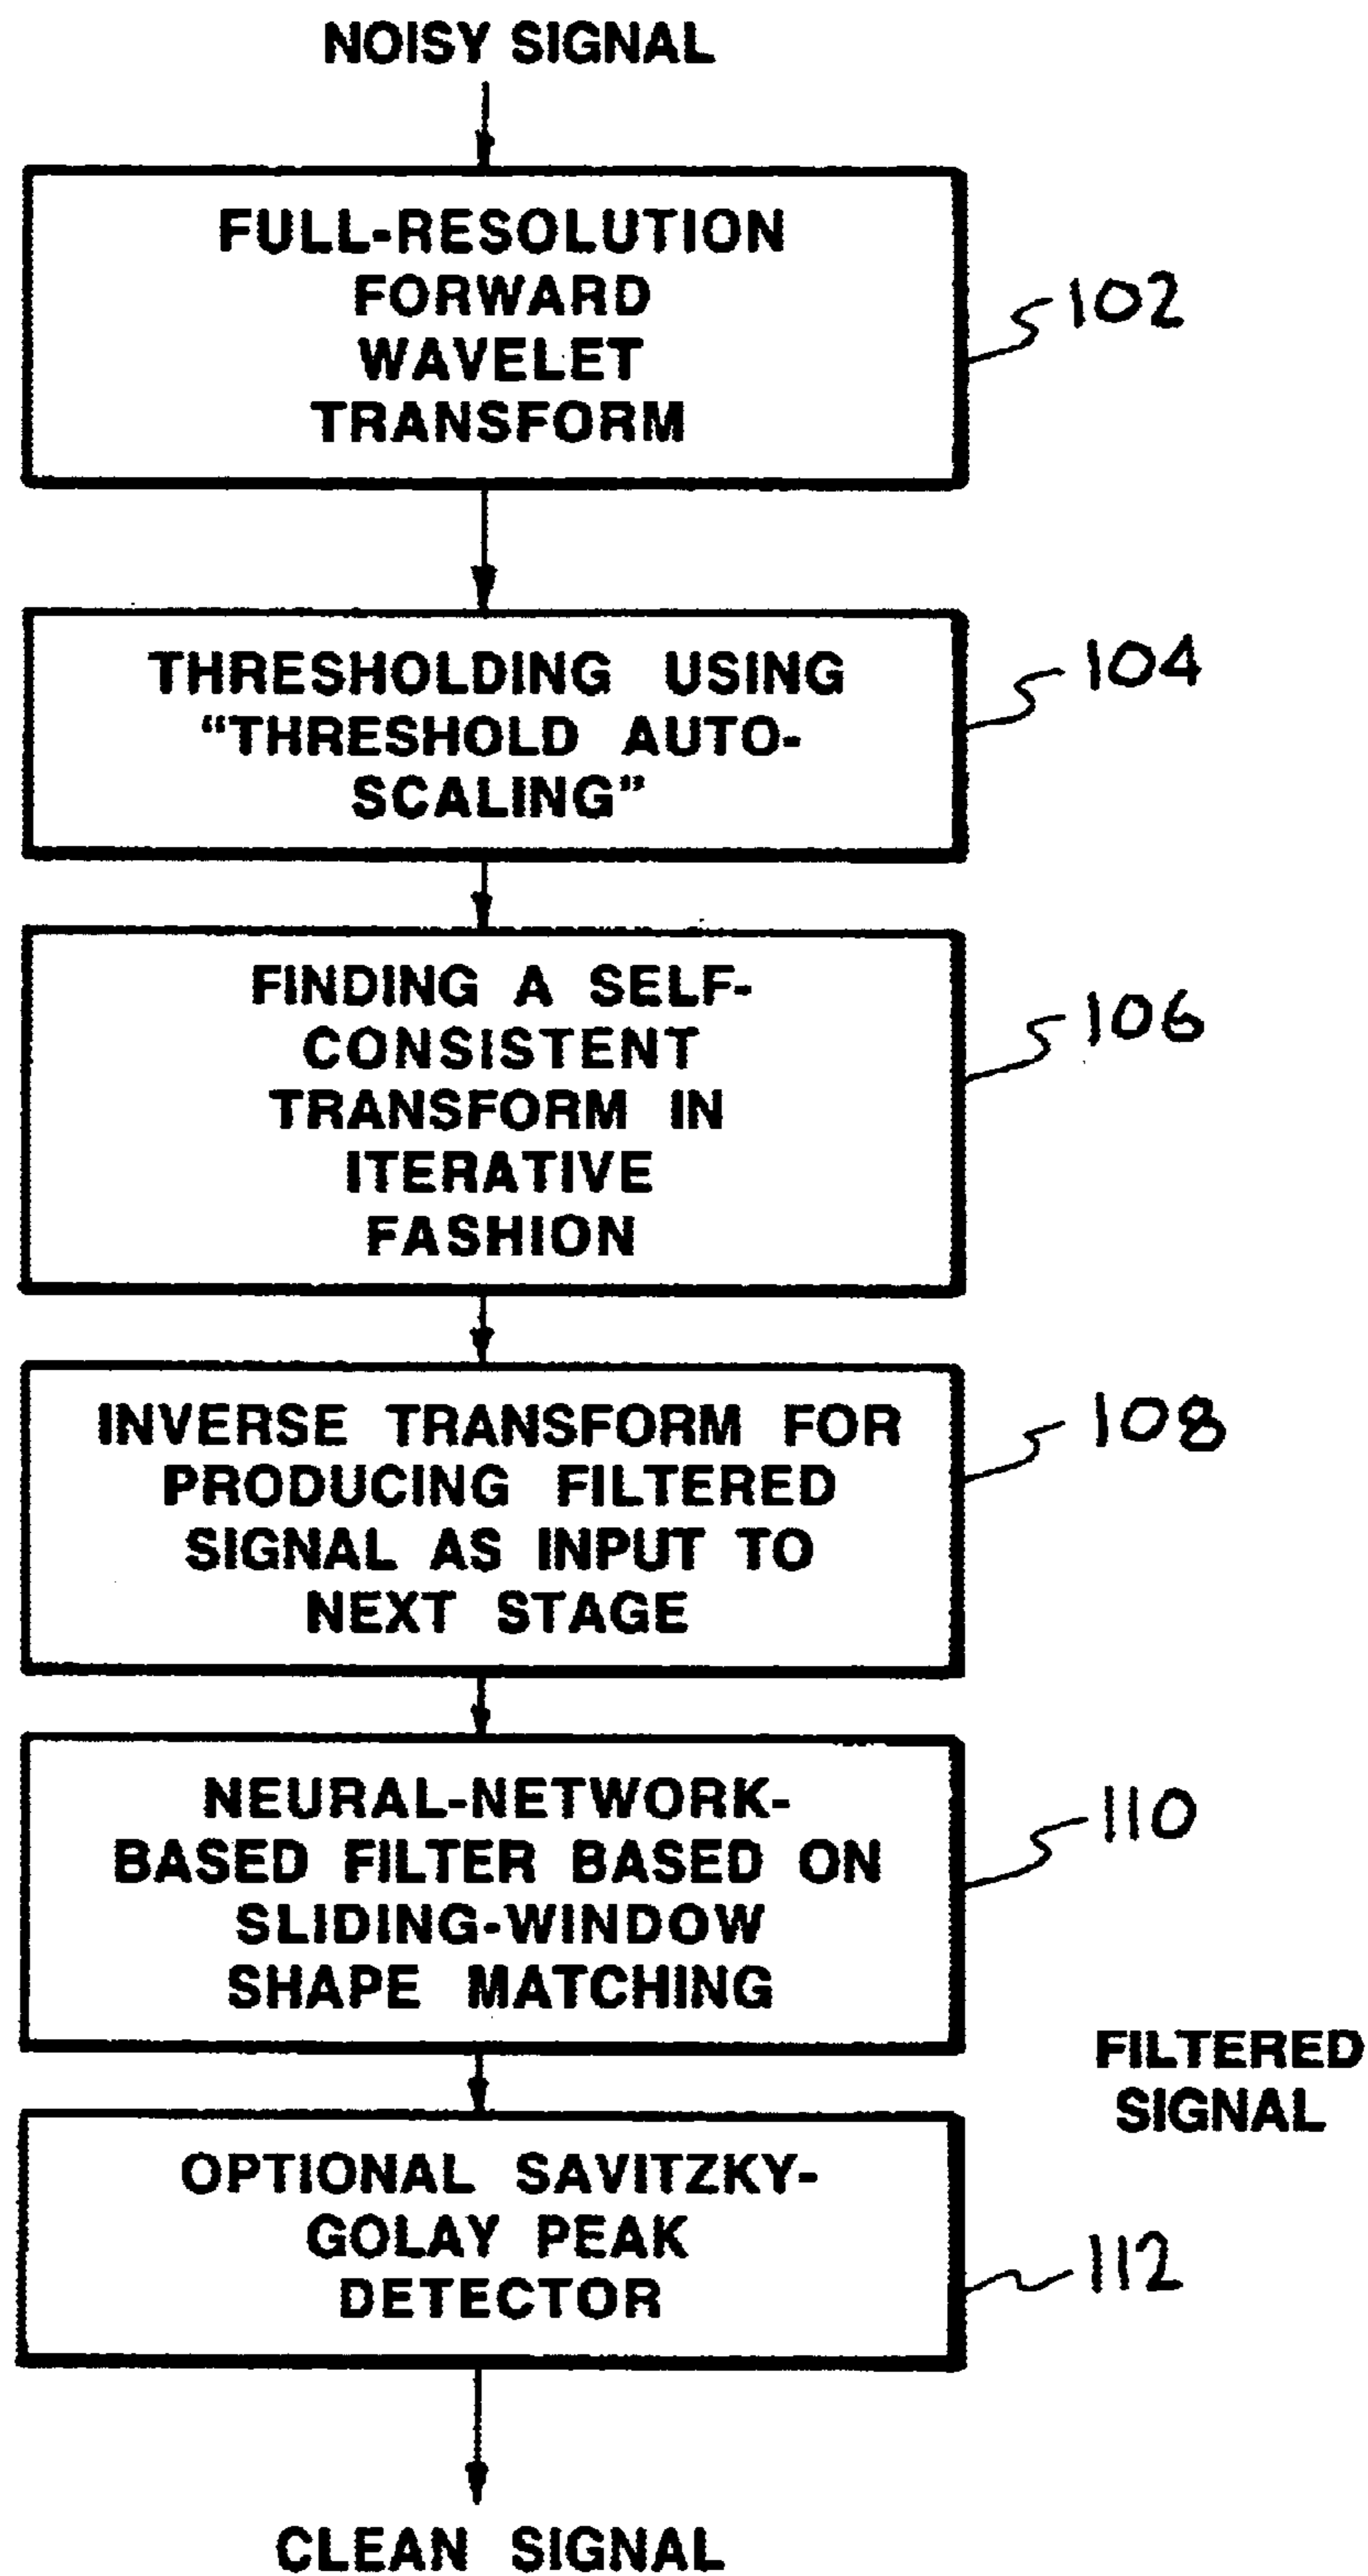 NOISY SIGNAL
FULL-RESOLUTION
FORWARD
WAVELET
TRANSFORM
102
THRESHOLDING USING
“THRESHOLD AUTO-
SCALING”
104
FINDING A SELF-
CONSISTENT
TRANSFORM IN
ITERATIVE
FASHION
106
INVERSE TRANSFORM FOR
PRODUCING FILTERED
SIGNAL AS INPUT TO
NEXT STAGE
108
NEURAL-NETWORK-
BASED FILTER BASED ON
SLIDING-WINDOW
SHAPE MATCHING
110
FILTERED
SIGNAL
OPTIONAL SAVITZKY-
GOLAY PEAK
DETECTOR
112
CLEAN SIGNAL